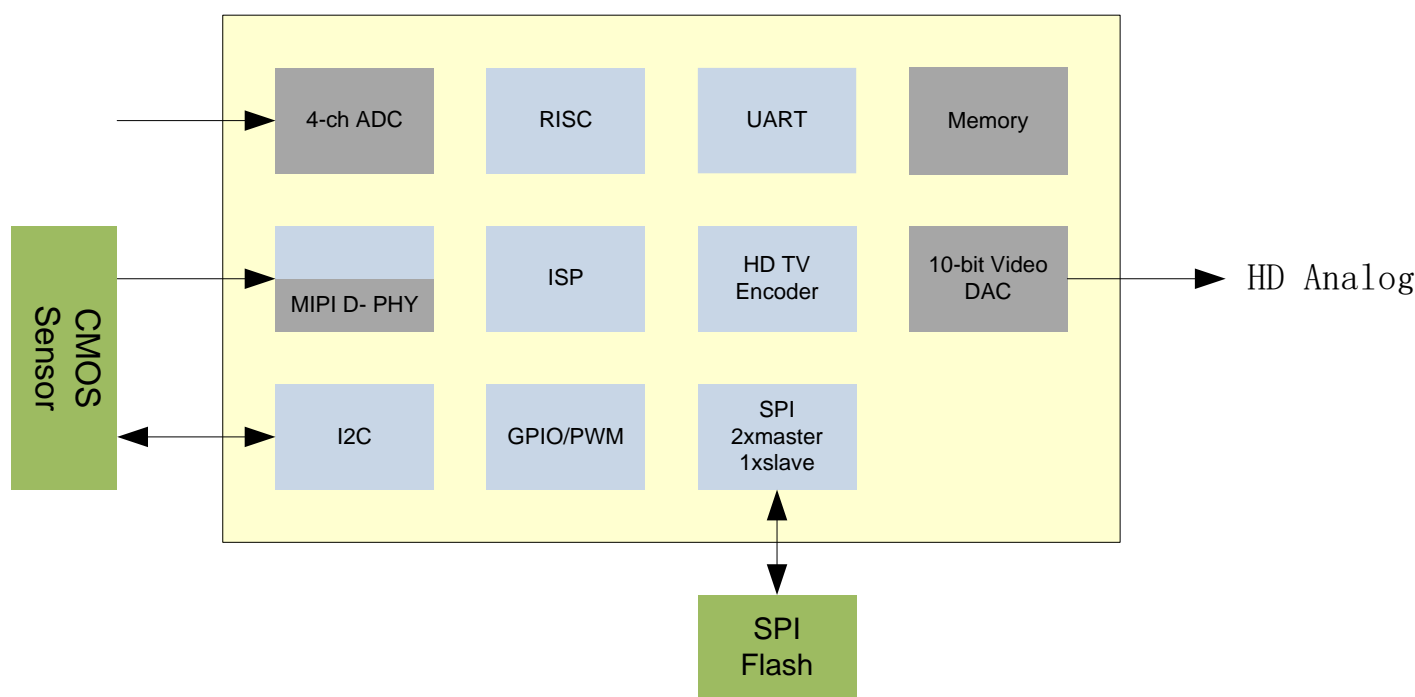 4-ch ADC
RISC
UART
Memory
CMOS
Sensor
MIPI D- PHY
ISP
HD TV
Encoder
10-bit Video
DAC
HD Analog
I2C
GPIO/PWM
SPI
2xmaster
1xslave
SPI
Flash